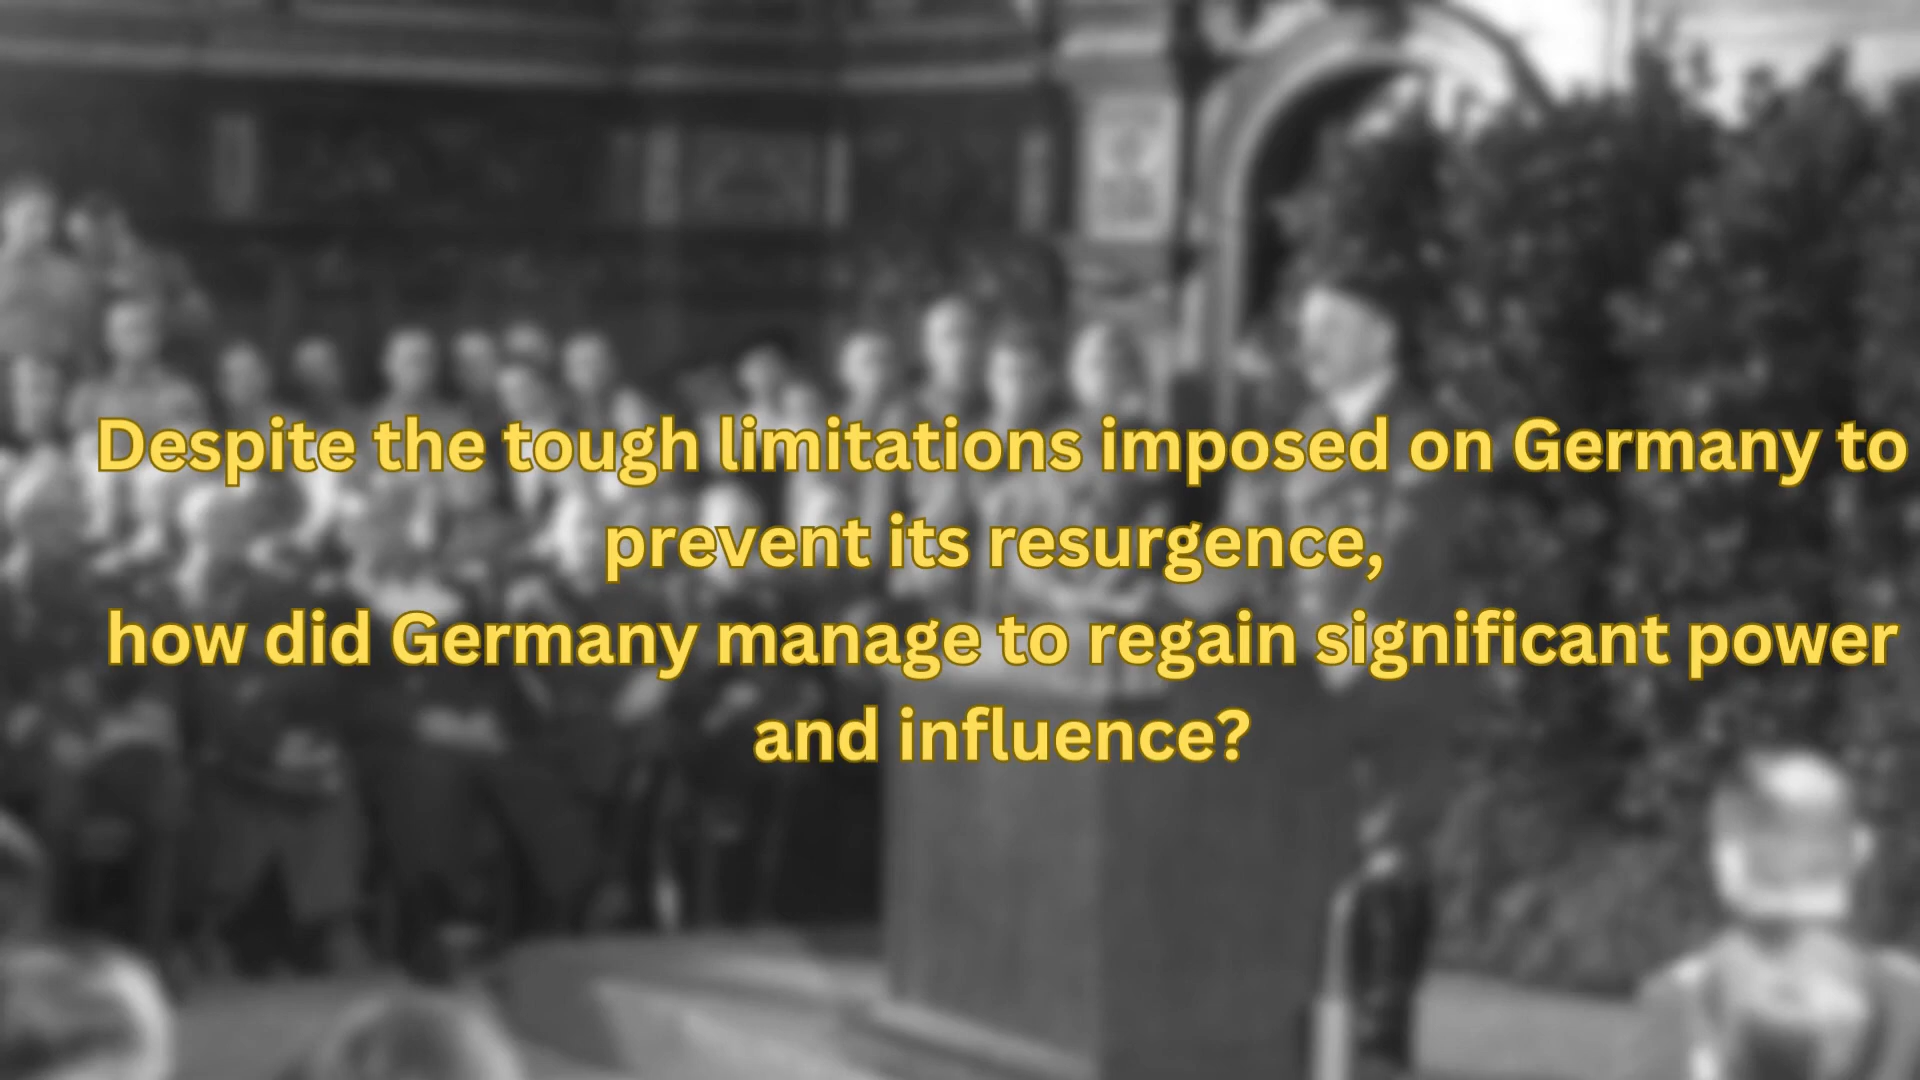 Despite the tough limitations imposed on Germany to
prevent its resurgence,
how did Germany manage to regain significant power
and influence?